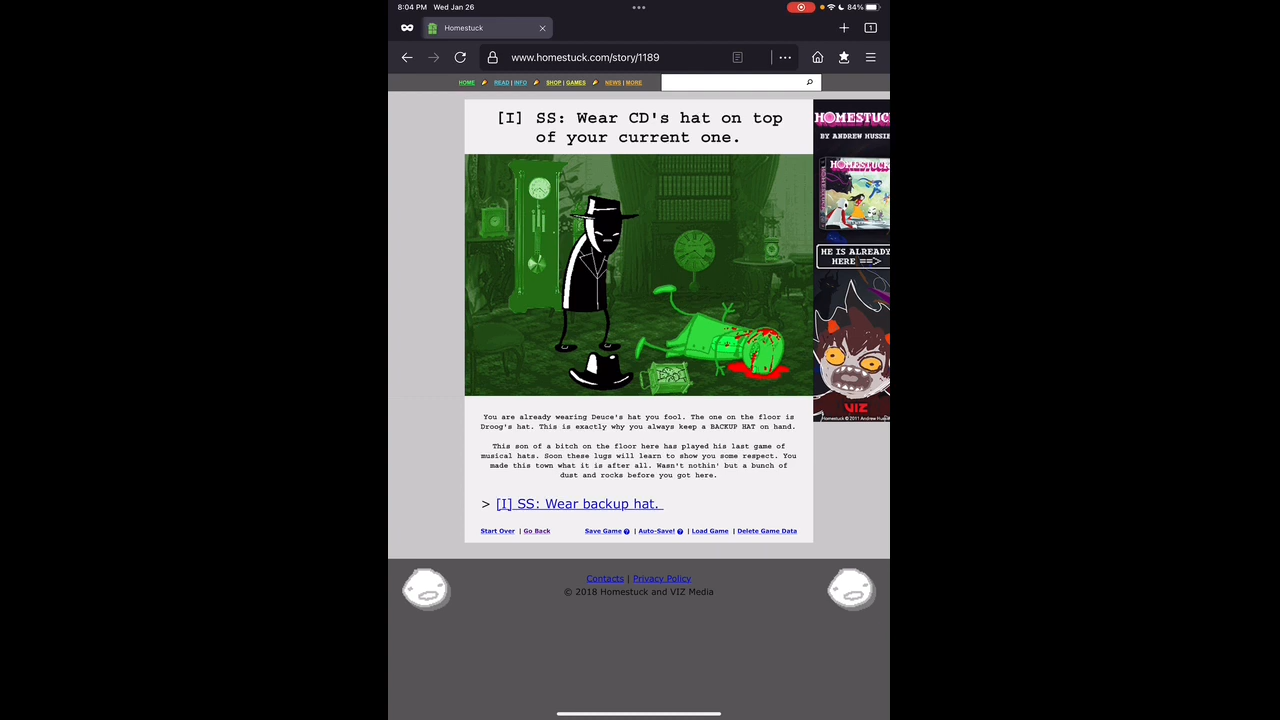 8:04 PM Wed Jan 26
84%
Homestuck
1
www.homestuck.com/story/1189
HOME READ | INFO SHOP | GAMES NEWS | MORE
[I] SS: Wear CD's hat on top
of your current one.
HOMESTUC
BY ANDREW HUSSIE
HOMESTUCK
HE IS ALREADY
HERE ==>
VIZ
Homestuck © 2011 Andrew Hussie
You are already wearing Deuce's hat you fool. The one on the floor is
Droog's hat. This is exactly why you always keep a BACKUP HAT on hand.
This son of a bitch on the floor here has played his last game of
musical hats. Soon these lugs will learn to show you some respect. You
made this town what it is after all. Wasn't nothin' but a bunch of
dust and rocks before you got here.
> [I] SS: Wear backup hat.
Start Over | Go Back Save Game ? | Auto-Save! ? | Load Game | Delete Game Data
Contacts | Privacy Policy
© 2018 Homestuck and VIZ Media